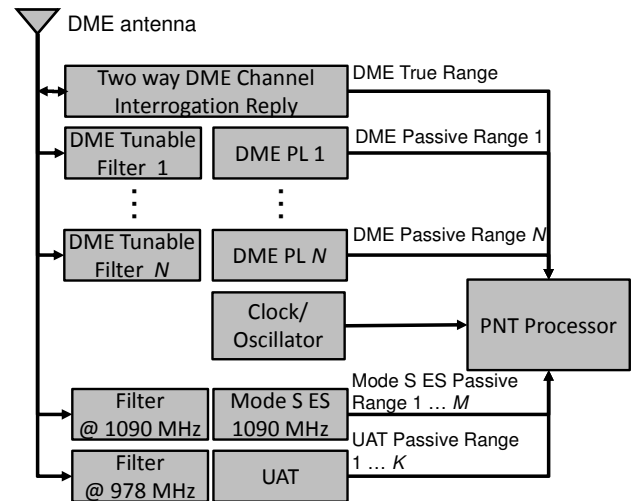 DME antenna
Two way DME Channel
Interrogation Reply
DME True Range
DME Tunable
Filter 1
DME PL 1
DME Passive Range 1
DME Tunable
Filter N
DME PL N
DME Passive Range N
Clock/
Oscillator
PNT Processor
Filter
@ 1090 MHz
Mode S ES
1090 MHz
Mode S ES Passive
Range 1 ... M
Filter
@ 978 MHz
UAT
UAT Passive Range
1 ... K